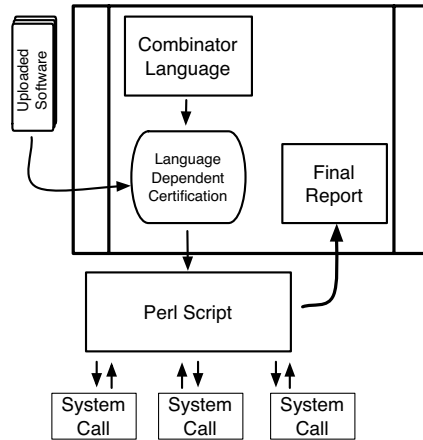 Uploaded
Software
Combinator
Language
Language
Dependent
Certification
Final
Report
Perl Script
System
Call
System
Call
System
Call